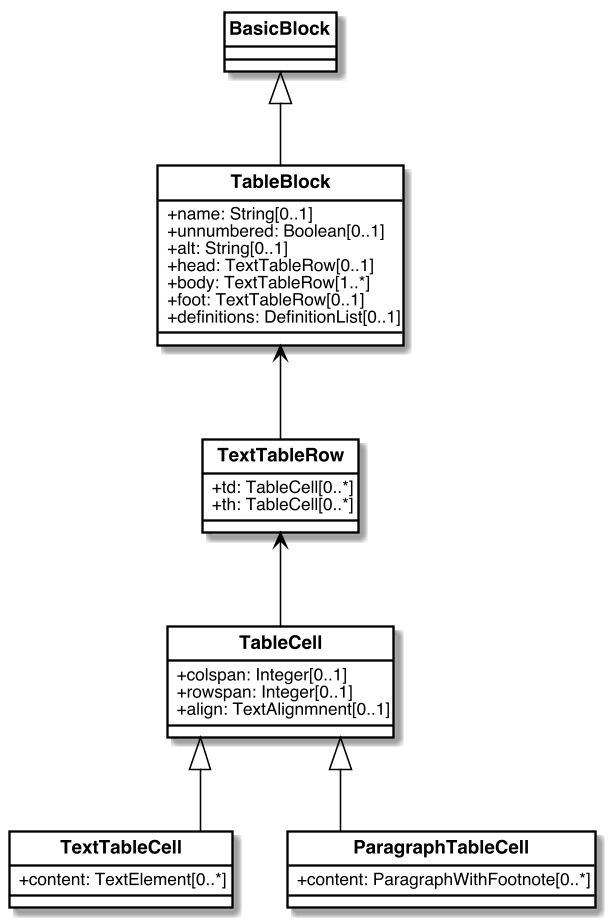 BasicBlock
TableBlock
+name: String[0..1]
+unnumbered: Boolean[0..1]
+alt: String[0..1]
+head: TextTableRow[0..1]
+body: TextTableRow[1..*]
+foot: TextTableRow[0..1]
+definitions: DefinitionList[0..1]
TextTableRow
+td: TableCell[0..*]
+th: TableCell[0..*]
TableCell
+colspan: Integer[0..1]
+rowspan: Integer[0..1]
+align: TextAlignmnent[0..1]
TextTableCell
+content: TextElement[0..*]
ParagraphTableCell
+content: ParagraphWithFootnote[0..*]